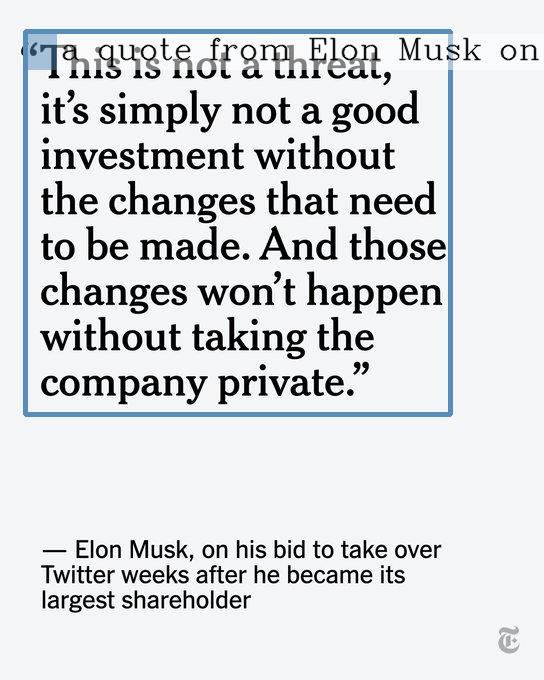 a quote from Elon Musk on
“This is not a threat,
it’s simply not a good
investment without
the changes that need
to be made. And those
changes won’t happen
without taking the
company private.”
— Elon Musk, on his bid to take over
Twitter weeks after he became its
largest shareholder
T